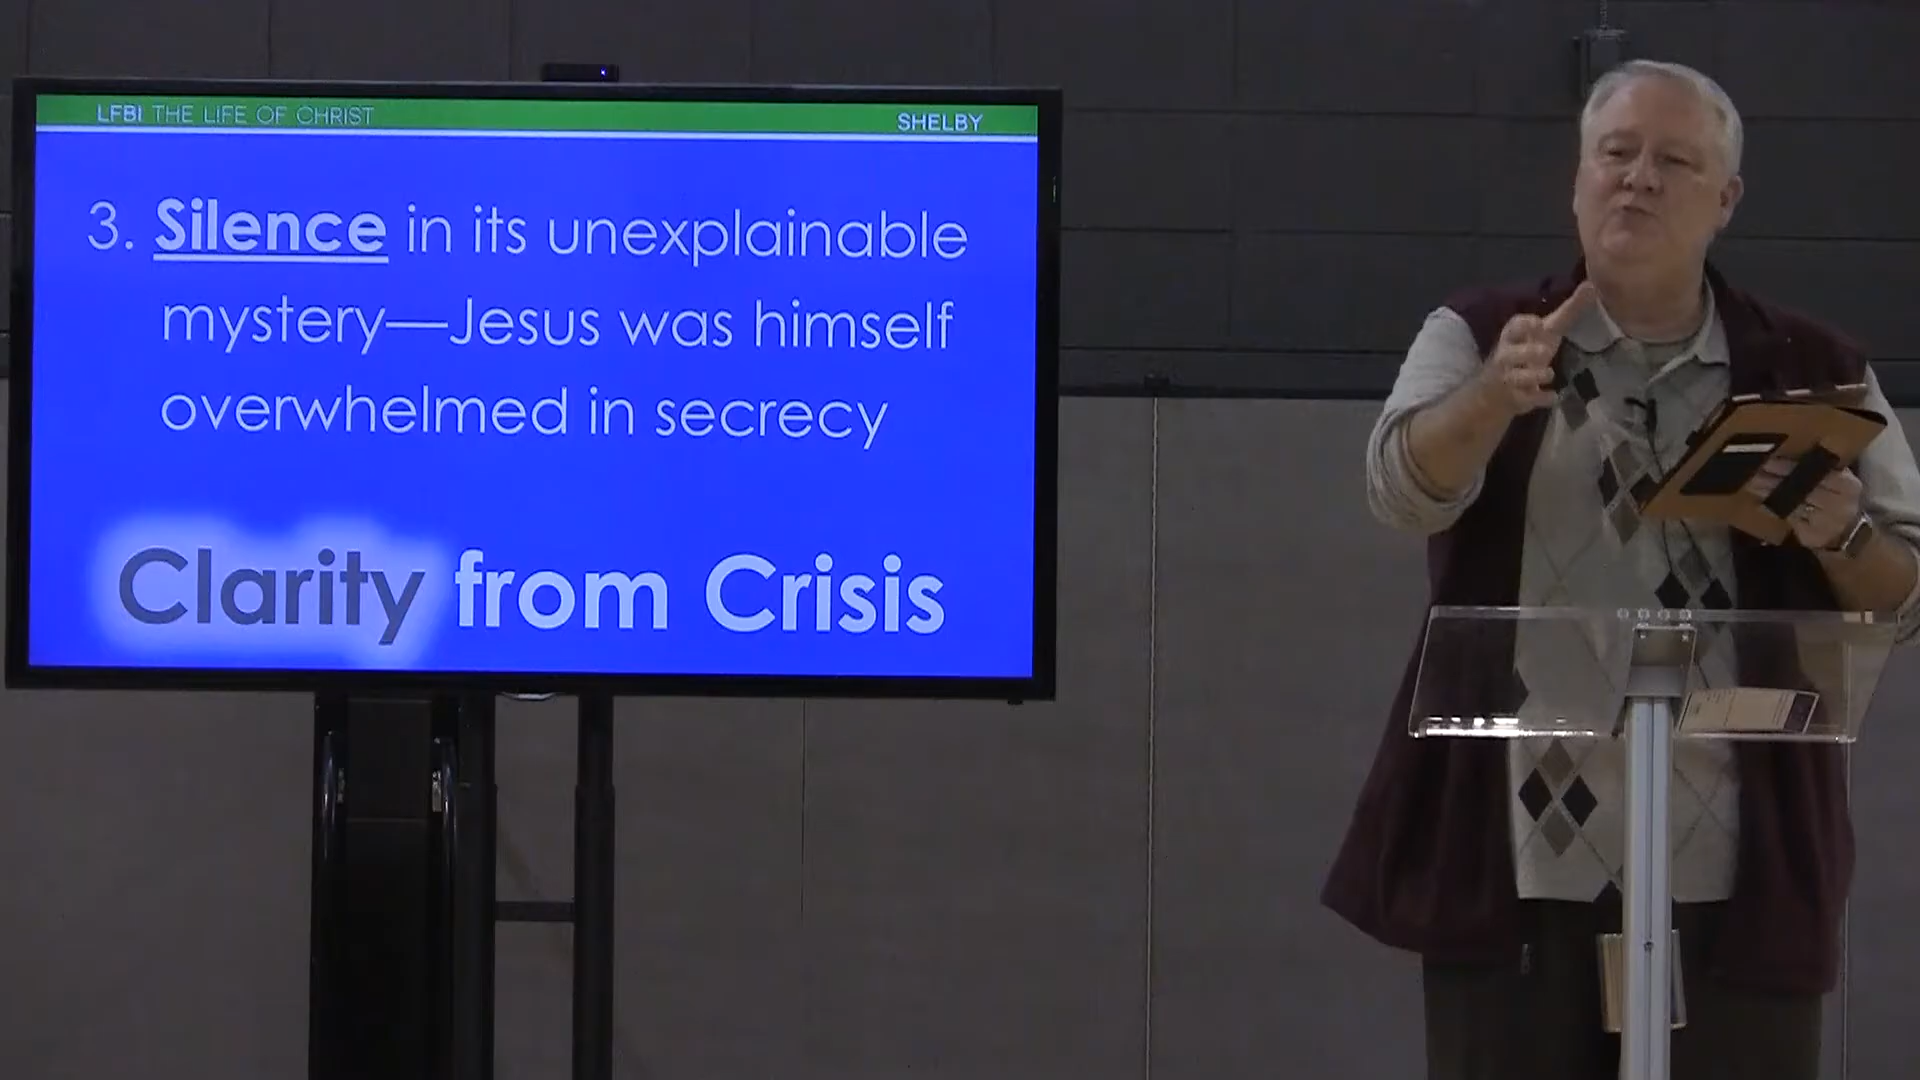 LFBI THE LIFE OF CHRIST
SHELBY
3. Silence in its unexplainable
mystery—Jesus was himself
overwhelmed in secrecy
Clarity from Crisis